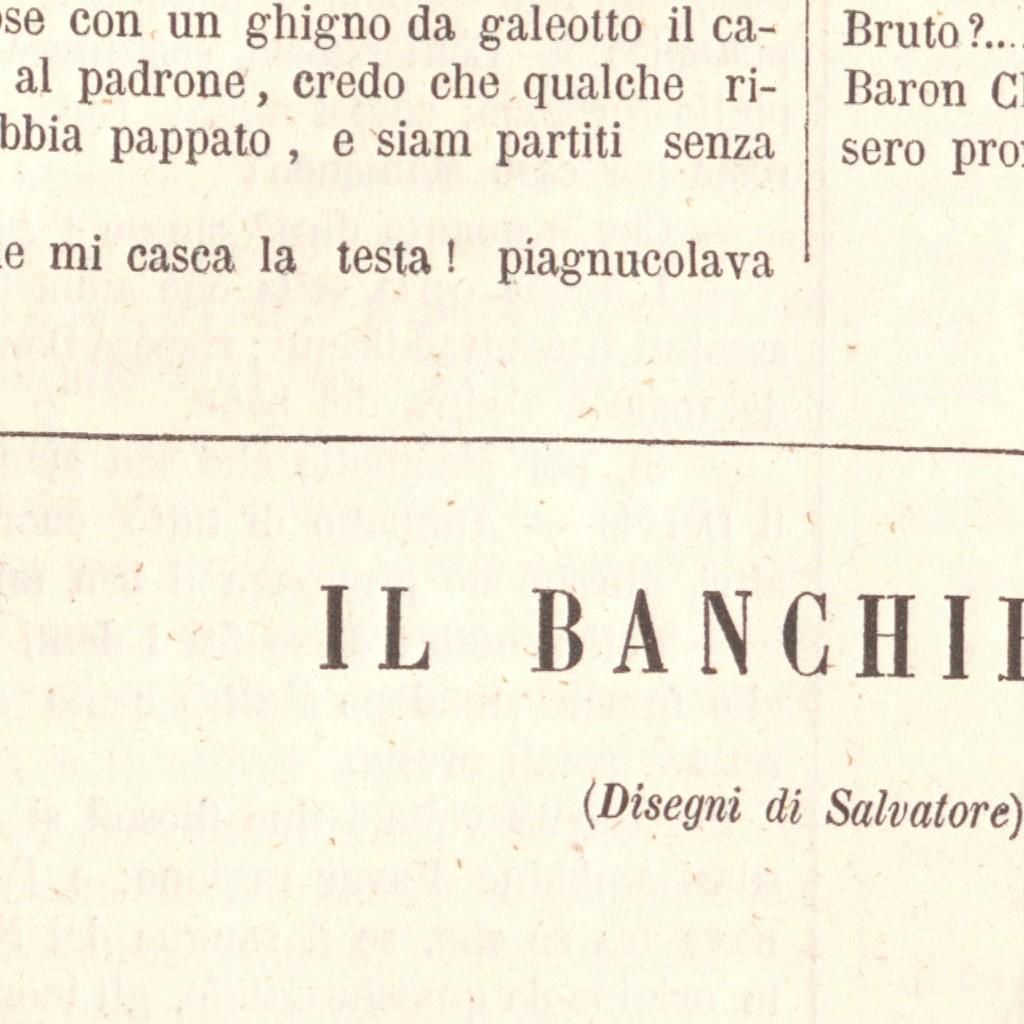 ose con un ghigno da galeotto il ca-
al padrone, credo che qualche ri-
bbia pappato, e siam partiti senza
e mi casca la testa! piagnucolava
Bruto?...
Baron
sero
IL BANCHI
(Disegni di Salvatore)